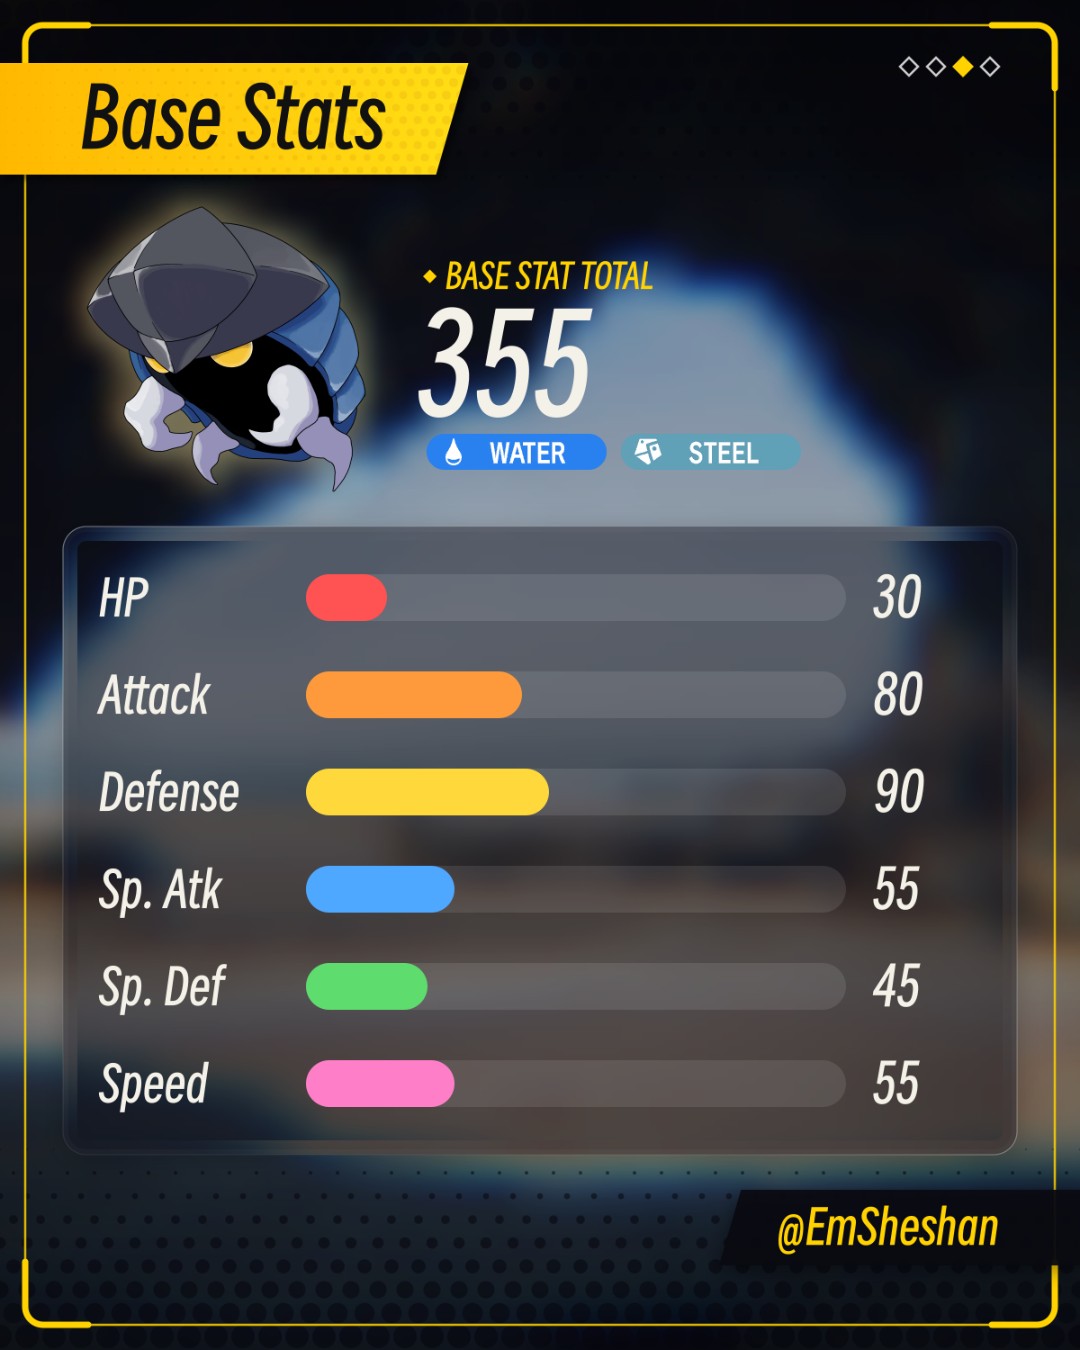 Base Stats
BASE STAT TOTAL
355
WATER STEEL
HP 30
Attack 80
Defense 90
Sp. Atk 55
Sp. Def 45
Speed 55
@EmSheshan